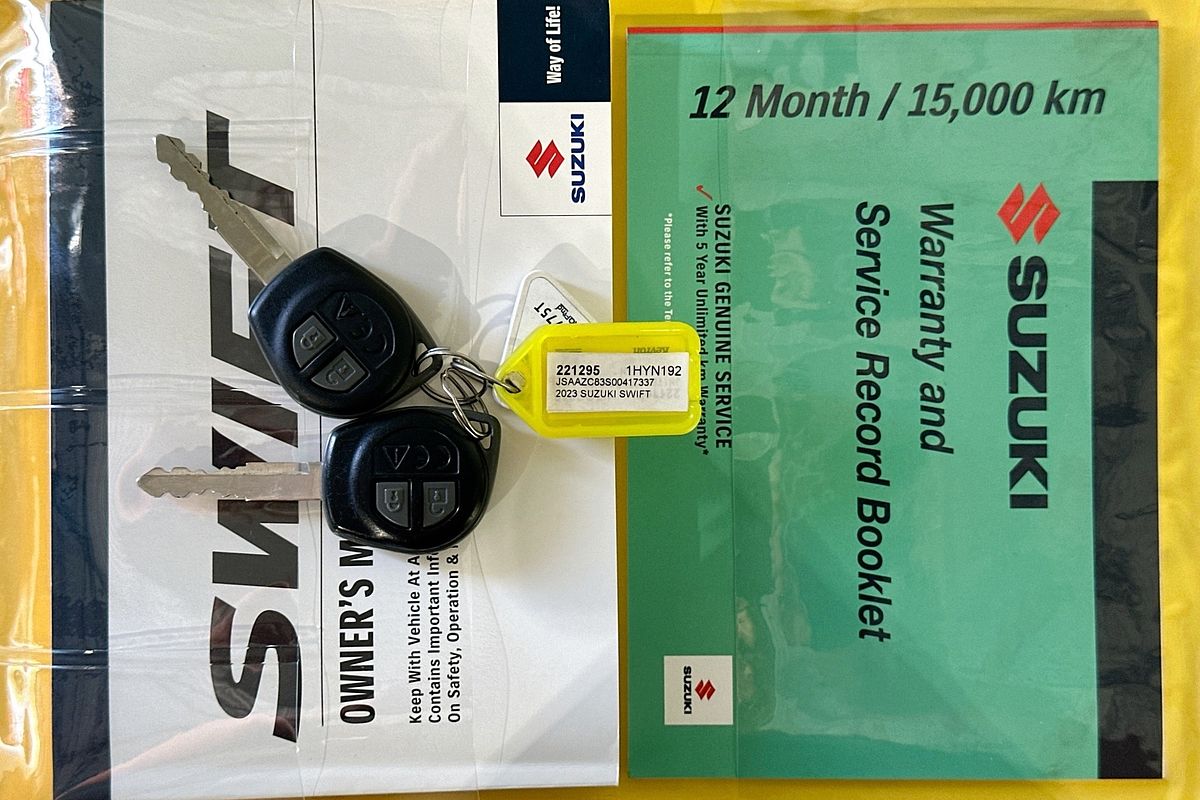 Way of Life!
SUZUKI
SWIFT
OWNER'S M
Keep With Vehicle At A
Contains Important Inf
On Safety, Operation &
221295 1HYN192
JSAAZC83S00417337
2023 SUZUKI SWIFT
Kevron
12 Month / 15,000 km
SUZUKI
Warranty and
Service Record Booklet
SUZUKI GENUINE SERVICE
With 5 Year Unlimited km Warranty*
*Please refer to the Te
SUZUKI